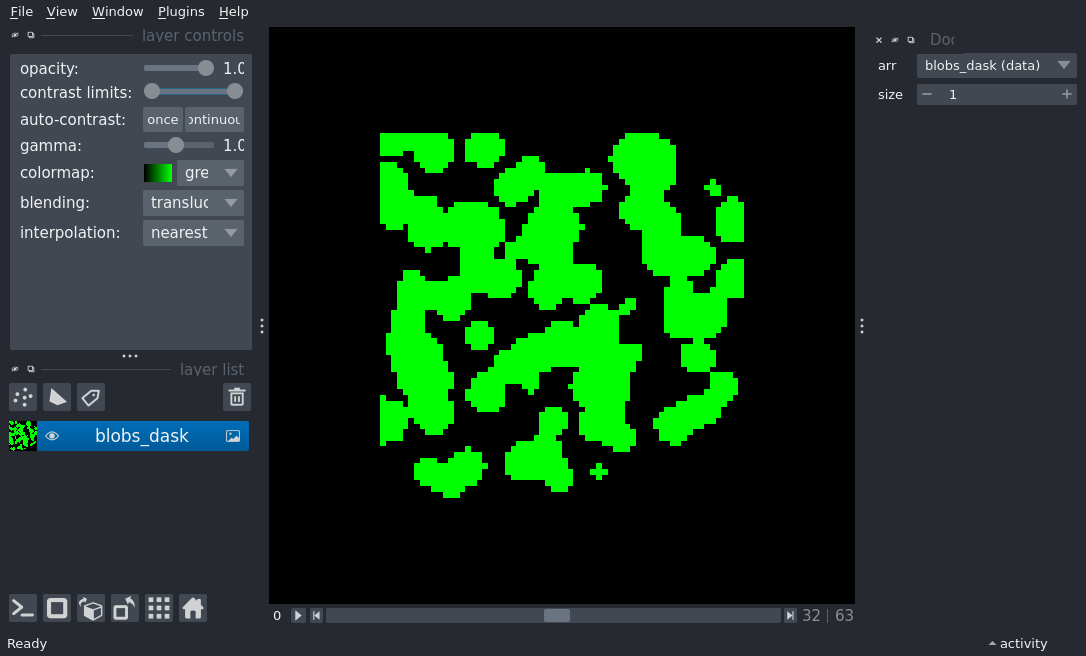 File View Window Plugins Help
layer controls
opacity: 1.0
contrast limits:
auto-contrast: once ontinuou
gamma: 1.0
colormap: gre
blending: transluc
interpolation: nearest
layer list
blobs_dask
Doc
arr blobs_dask (data)
size 1
0 32 63
Ready
activity